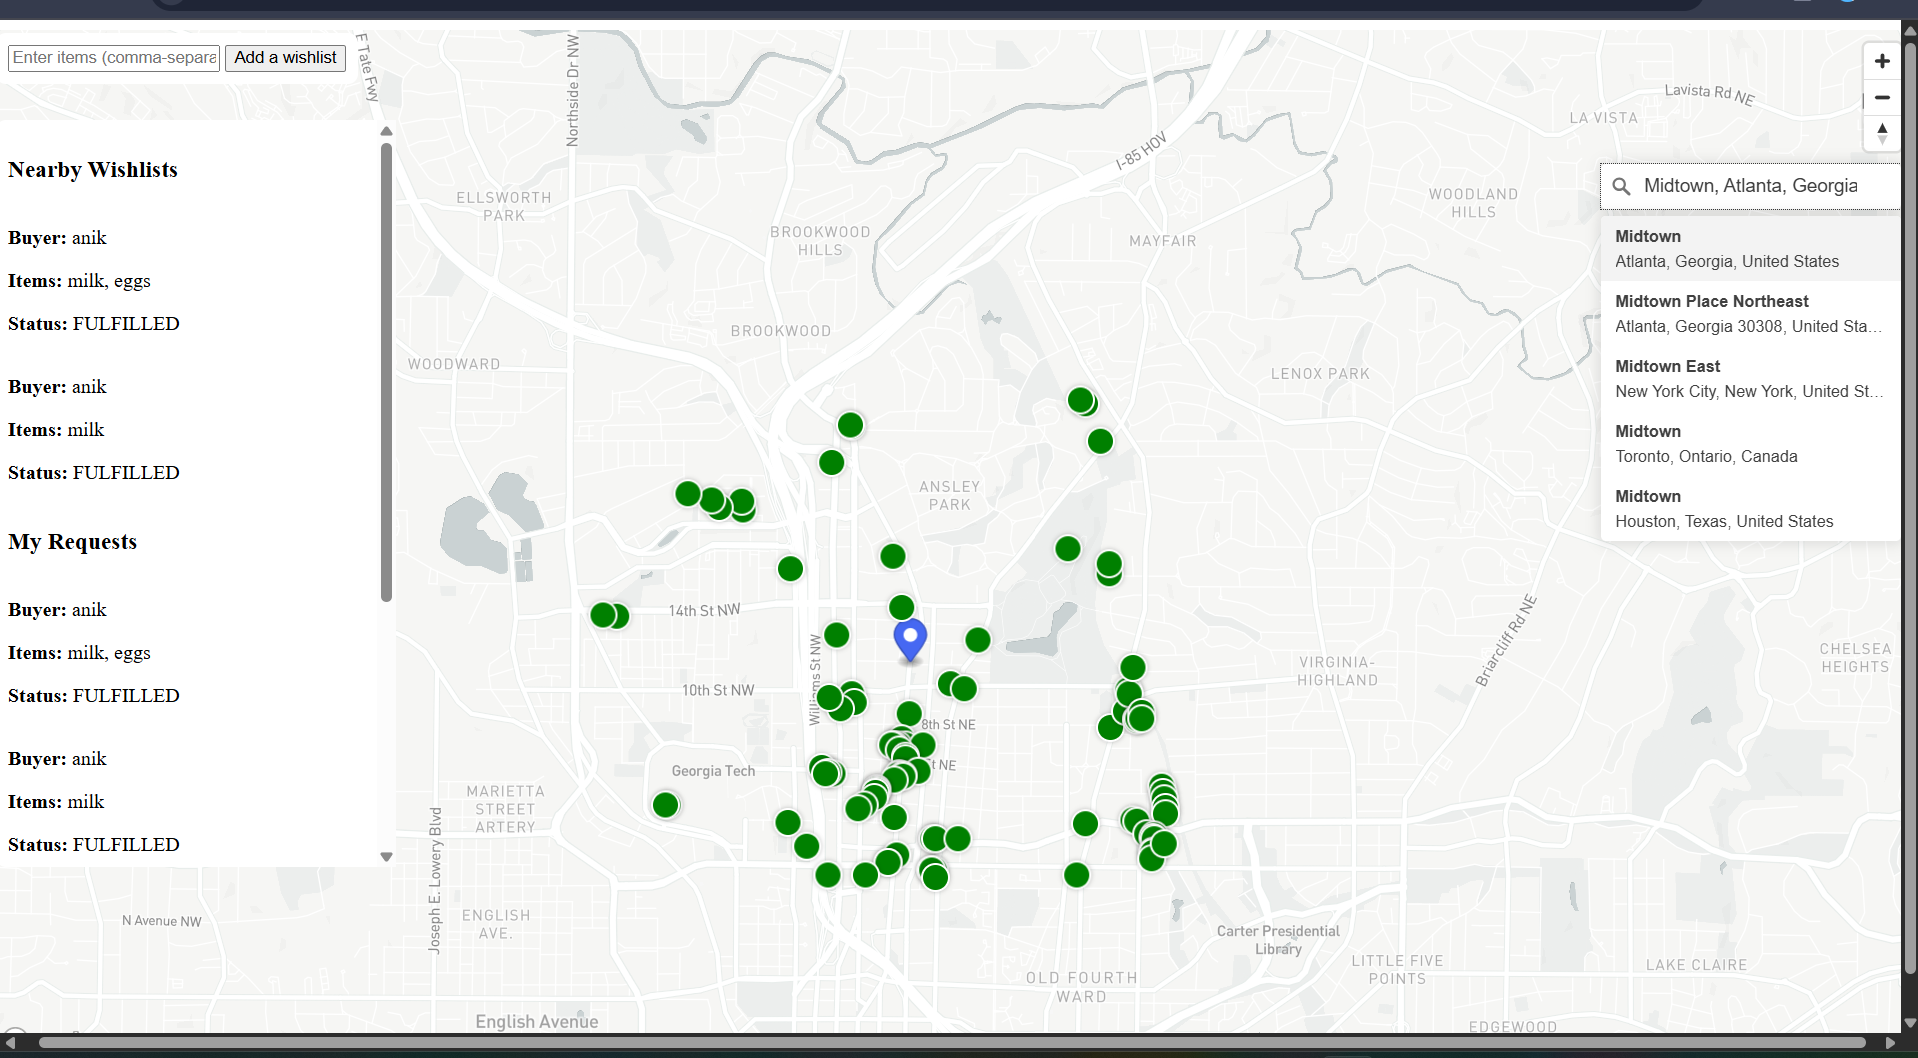 Enter items (comma-separa
Add a wishlist
Nearby Wishlists
Buyer: anik
Items: milk, eggs
Status: FULFILLED
Buyer: anik
Items: milk
Status: FULFILLED
My Requests
Buyer: anik
Items: milk, eggs
Status: FULFILLED
Buyer: anik
Items: milk
Status: FULFILLED
Midtown, Atlanta, Georgia
Midtown
Atlanta, Georgia, United States
Midtown Place Northeast
Atlanta, Georgia 30308, United Sta...
Midtown East
New York City, New York, United St...
Midtown
Toronto, Ontario, Canada
Midtown
Houston, Texas, United States
E Tate Fwy
Northside Dr NW
I-85 HOV
Lavista Rd NE
LA VISTA
ELLSWORTH
PARK
BROOKWOOD
HILLS
MAYFAIR
WOODLAND
HILLS
BROOKWOOD
WOODWARD
LENOX PARK
ANSLEY
PARK
14th St NW
Williams St NW
10th St NW
8th St NE
St NE
VIRGINIA-
HIGHLAND
Briarcliff Rd NE
CHELSEA
HEIGHTS
Georgia Tech
MARIETTA
STREET
ARTERY
Joseph E. Lowery Blvd
N Avenue NW
ENGLISH
AVE.
English Avenue
OLD FOURTH
WARD
Carter Presidential
Library
LITTLE FIVE
POINTS
LAKE CLAIRE
EDGEWOOD